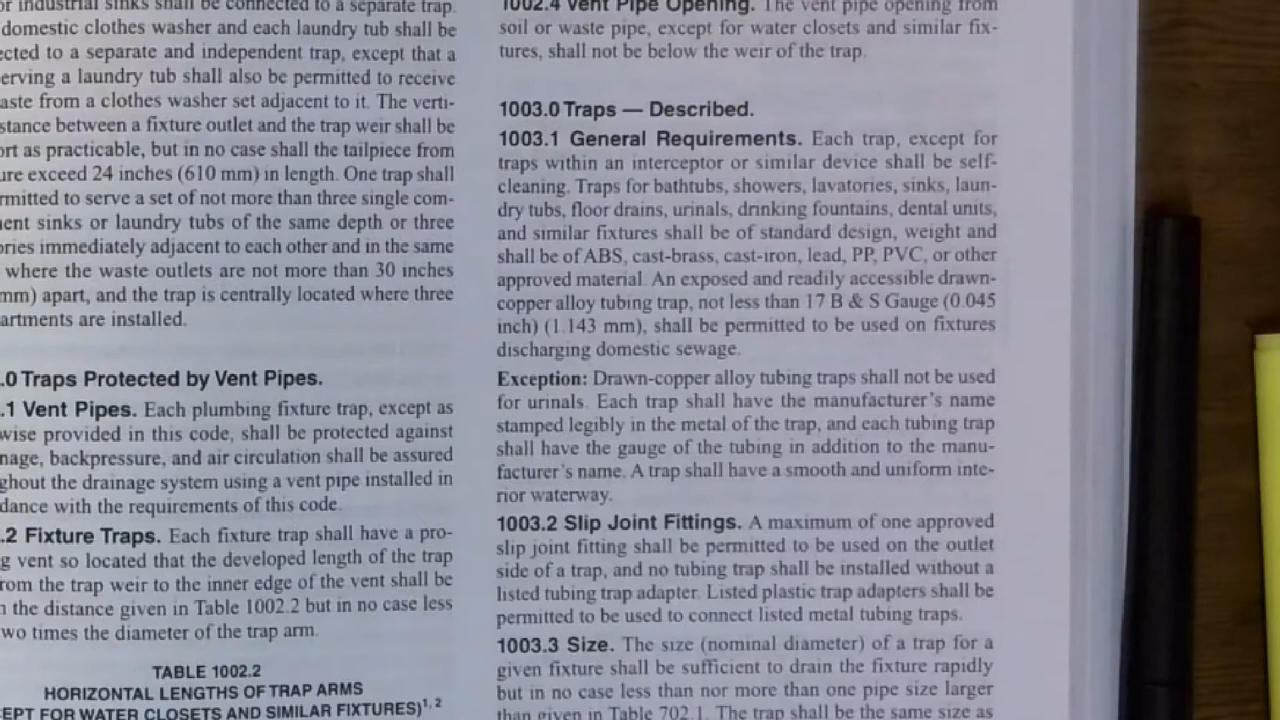 or industrial sinks shall be connected to a separate trap.
domestic clothes washer and each laundry tub shall be
ected to a separate and independent trap, except that a
erving a laundry tub shall also be permitted to receive
aste from a clothes washer set adjacent to it. The verti-
stance between a fixture outlet and the trap weir shall be
ort as practicable, but in no case shall the tailpiece from
ure exceed 24 inches (610 mm) in length. One trap shall
rmitted to serve a set of not more than three single com-
ent sinks or laundry tubs of the same depth or three
ories immediately adjacent to each other and in the same
where the waste outlets are not more than 30 inches
mm) apart, and the trap is centrally located where three
artments are installed.
.0 Traps Protected by Vent Pipes.
.1 Vent Pipes. Each plumbing fixture trap, except as
wise provided in this code, shall be protected against
nage, backpressure, and air circulation shall be assured
ghout the drainage system using a vent pipe installed in
dance with the requirements of this code.
.2 Fixture Traps. Each fixture trap shall have a pro-
g vent so located that the developed length of the trap
rom the trap weir to the inner edge of the vent shall be
n the distance given in Table 1002.2 but in no case less
wo times the diameter of the trap arm.
TABLE 1002.2
HORIZONTAL LENGTHS OF TRAP ARMS
EPT FOR WATER CLOSETS AND SIMILAR FIXTURES)1, 2
1002.4 Vent Pipe Opening. The vent pipe opening from
soil or waste pipe, except for water closets and similar fix-
tures, shall not be below the weir of the trap.
1003.0 Traps — Described.
1003.1 General Requirements. Each trap, except for
traps within an interceptor or similar device shall be self-
cleaning. Traps for bathtubs, showers, lavatories, sinks, laun-
dry tubs, floor drains, urinals, drinking fountains, dental units,
and similar fixtures shall be of standard design, weight and
shall be of ABS, cast-brass, cast-iron, lead, PP, PVC, or other
approved material. An exposed and readily accessible drawn-
copper alloy tubing trap, not less than 17 B & S Gauge (0.045
inch) (1.143 mm), shall be permitted to be used on fixtures
discharging domestic sewage.
Exception: Drawn-copper alloy tubing traps shall not be used
for urinals. Each trap shall have the manufacturer's name
stamped legibly in the metal of the trap, and each tubing trap
shall have the gauge of the tubing in addition to the manu-
facturer's name. A trap shall have a smooth and uniform inte-
rior waterway.
1003.2 Slip Joint Fittings. A maximum of one approved
slip joint fitting shall be permitted to be used on the outlet
side of a trap, and no tubing trap shall be installed without a
listed tubing trap adapter. Listed plastic trap adapters shall be
permitted to be used to connect listed metal tubing traps.
1003.3 Size. The size (nominal diameter) of a trap for a
given fixture shall be sufficient to drain the fixture rapidly
but in no case less than nor more than one pipe size larger
than given in Table 702.1. The trap shall be the same size as